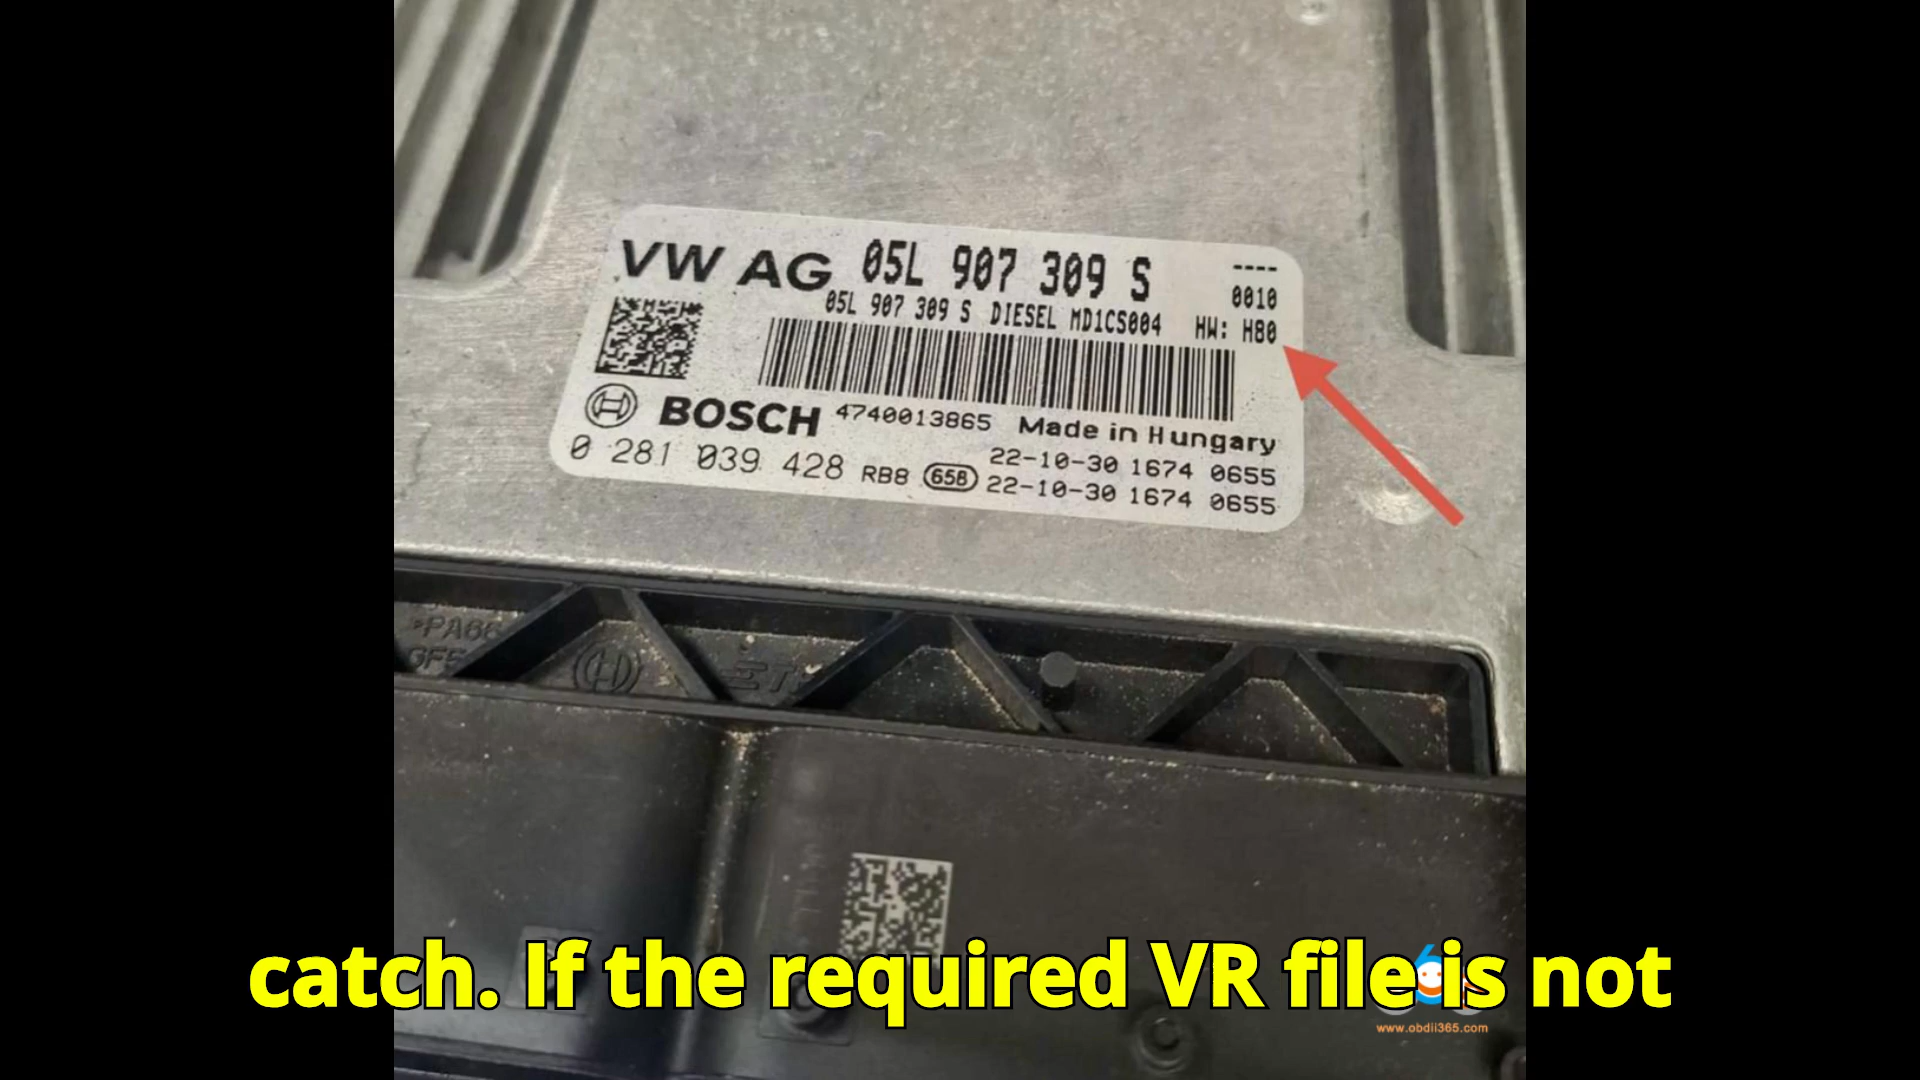 VW AG 05L 907 309 S ----
0010
05L 907 309 S DIESEL MD1CS004 HW: H80
BOSCH 4740013865 Made in Hungary
0 281 039 428 RB8 658 22-10-30 1674 0655
22-10-30 1674 0655
>PA66
catch. If the required VR file is not
www.obdii365.com